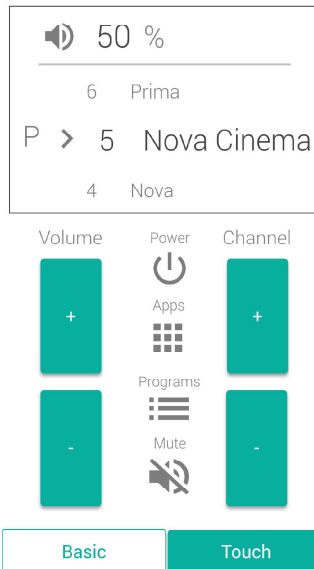 50 %
6 Prima
P > 5 Nova Cinema
4 Nova
Volume Power Channel
+ Apps +
Programs
- Mute -
Basic Touch